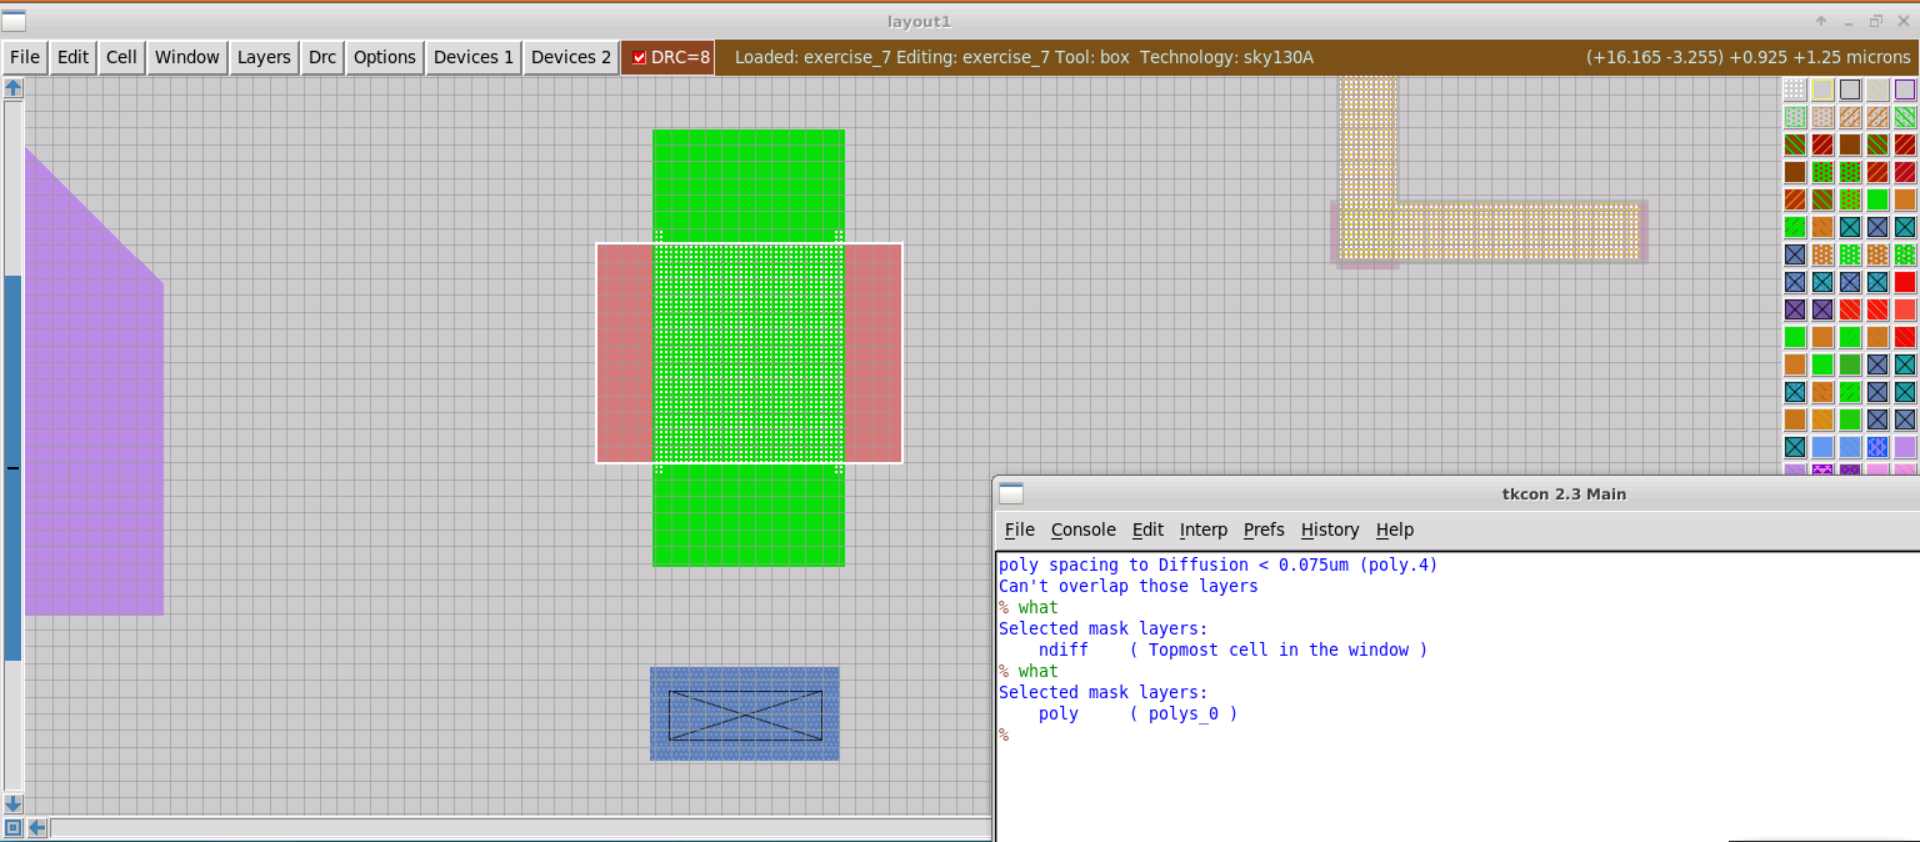 layout1
File Edit Cell Window Layers Drc Options Devices 1 Devices 2 DRC=8 Loaded: exercise_7 Editing: exercise_7 Tool: box Technology: sky130A (+16.165 -3.255) +0.925 +1.25 microns
tkcon 2.3 Main
File Console Edit Interp Prefs History Help
poly spacing to Diffusion < 0.075um (poly.4)
Can't overlap those layers
% what
Selected mask layers:
ndiff ( Topmost cell in the window )
% what
Selected mask layers:
poly ( polys_0 )
%